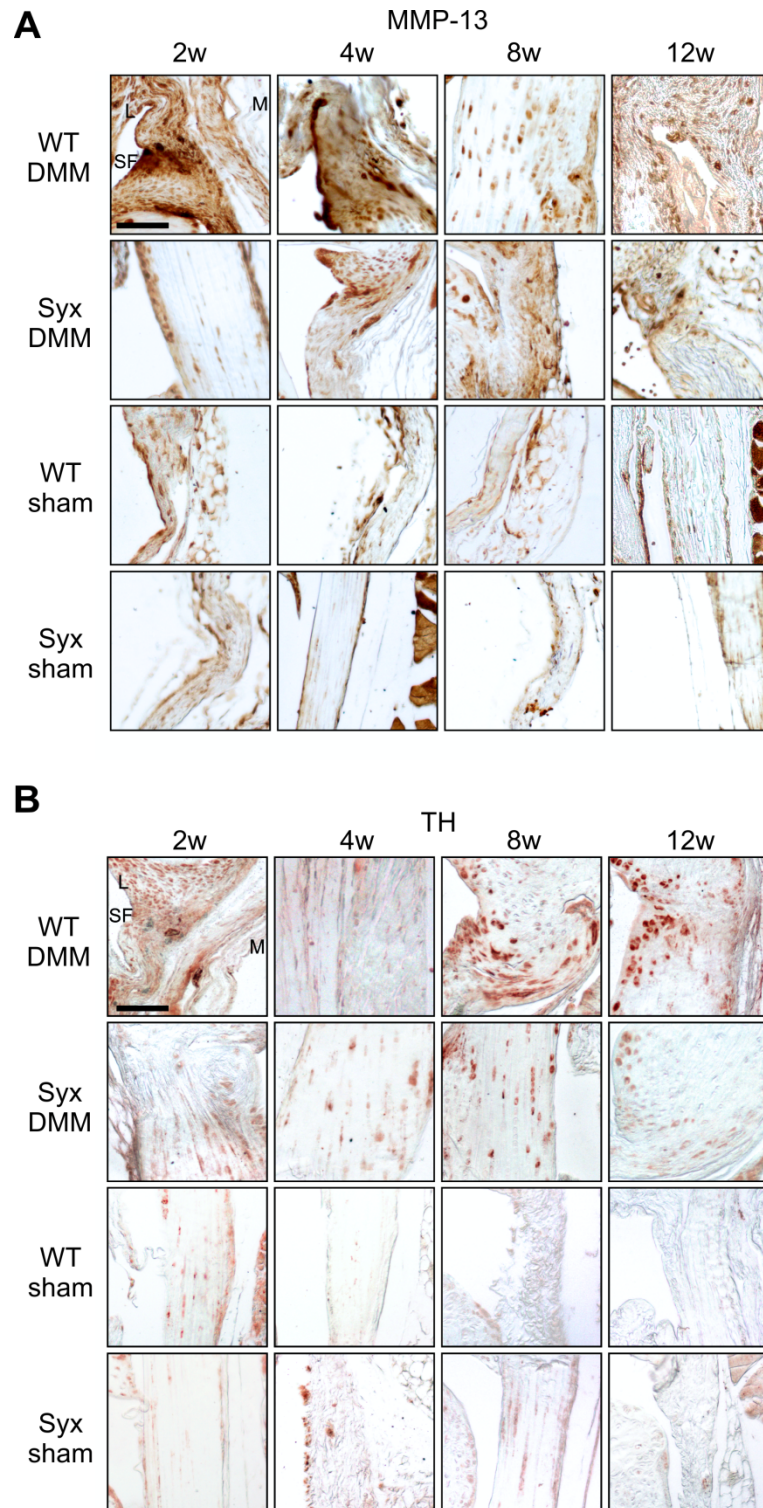 A
MMP-13
2w 4w 8w 12w
WT
DMM
L
M
SF
Syx
DMM
WT
sham
Syx
sham
B
TH
2w 4w 8w 12w
WT
DMM
L
SF
M
Syx
DMM
WT
sham
Syx
sham